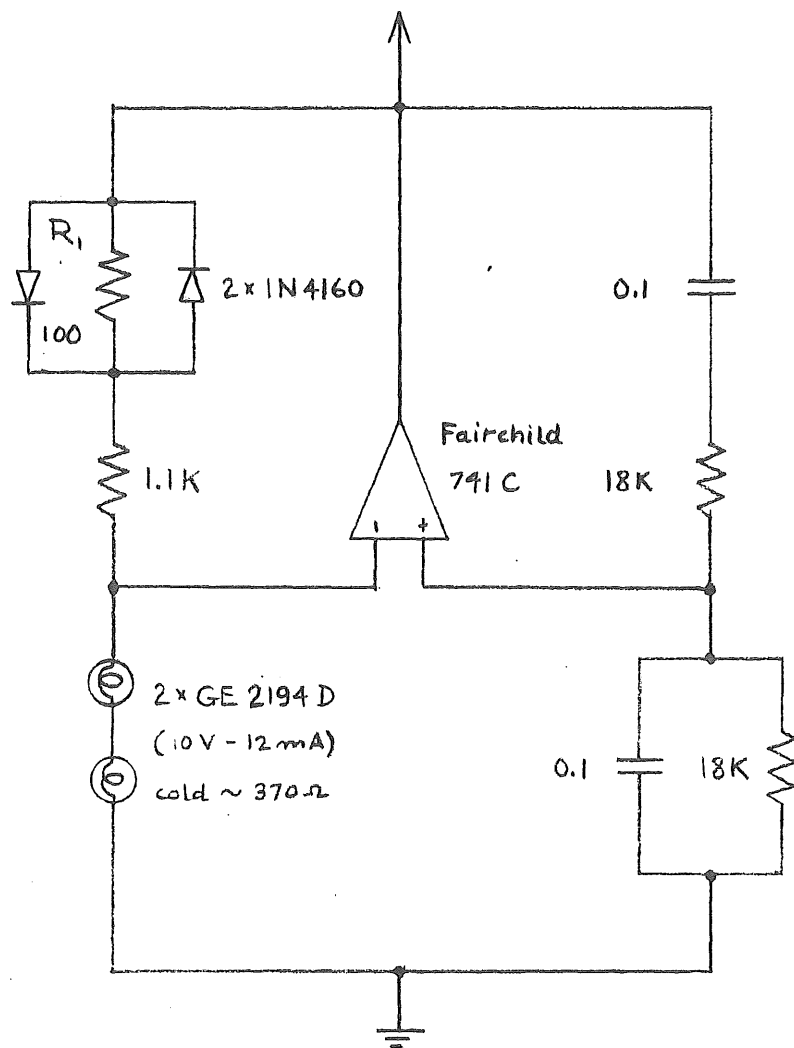 R1
100
2 x 1N4160
0.1
1.1K
Fairchild
741 C
18K
- +
2 x GE 2194 D
(10V - 12mA)
cold ~ 370Ω
0.1
18K